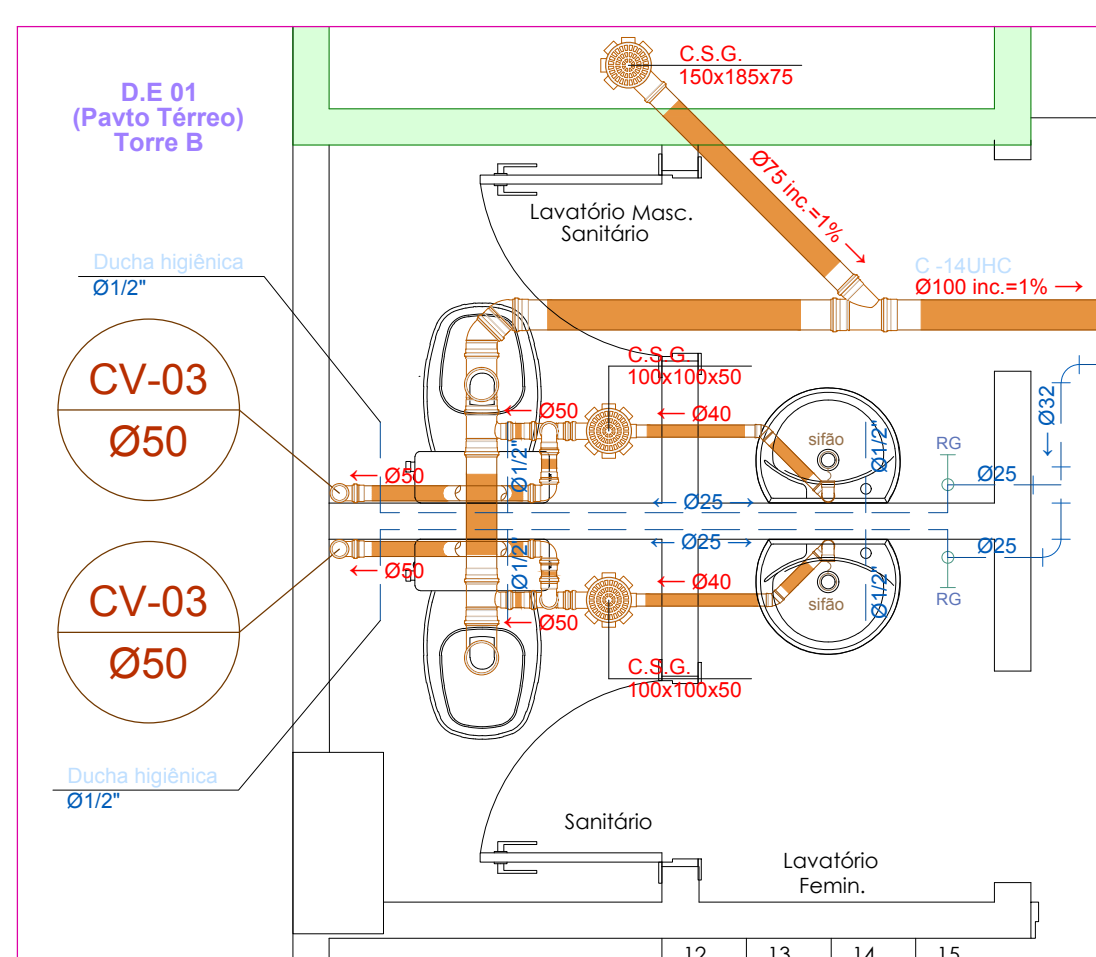 D.E 01
(Pavto Térreo)
Torre B
C.S.G.
150x185x75
Ø75 inc.=1% →
Lavatório Masc.
Sanitário
Ducha higiênica
Ø1/2"
C -14UHC
Ø100 inc.=1% →
CV-03
Ø50
C.S.G.
100x100x50
← Ø50
← Ø40
← Ø50
Ø1/2"
sifão
Ø1/2"
RG
Ø25
← Ø32
← Ø25 →
← Ø25 →
CV-03
Ø50
← Ø50
Ø1/2"
← Ø40
← Ø50
sifão
Ø1/2"
RG
Ø25
C.S.G.
100x100x50
Ducha higiênica
Ø1/2"
Sanitário
Lavatório
Femin.
12 13 14 15